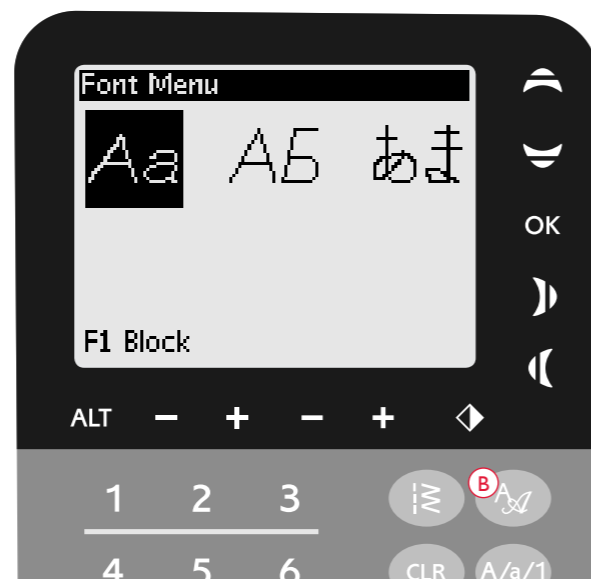 Font Menu
Aa АБ あま
F1 Block
OK
ALT − + − +
1 2 3
B A A
4 5 6 CLR A/a/1